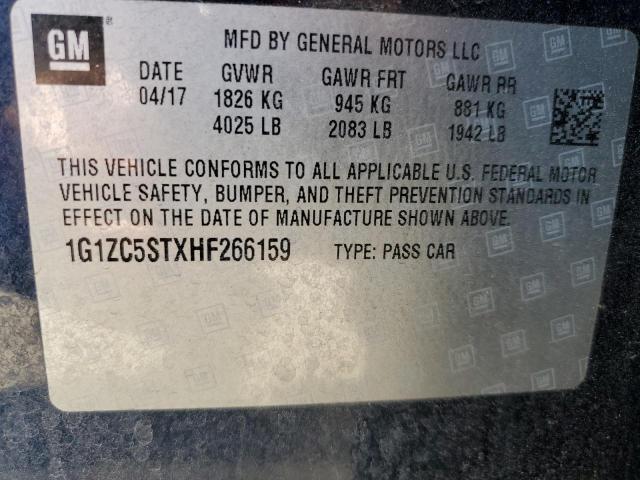 GM
MFD BY GENERAL MOTORS LLC
DATE GVWR GAWR FRT GAWR RR
04/17 1826 KG 945 KG 881 KG
4025 LB 2083 LB 1942 LB
THIS VEHICLE CONFORMS TO ALL APPLICABLE U.S. FEDERAL MOTOR
VEHICLE SAFETY, BUMPER, AND THEFT PREVENTION STANDARDS IN
EFFECT ON THE DATE OF MANUFACTURE SHOWN ABOVE.
1G1ZC5STXHF266159 TYPE: PASS CAR